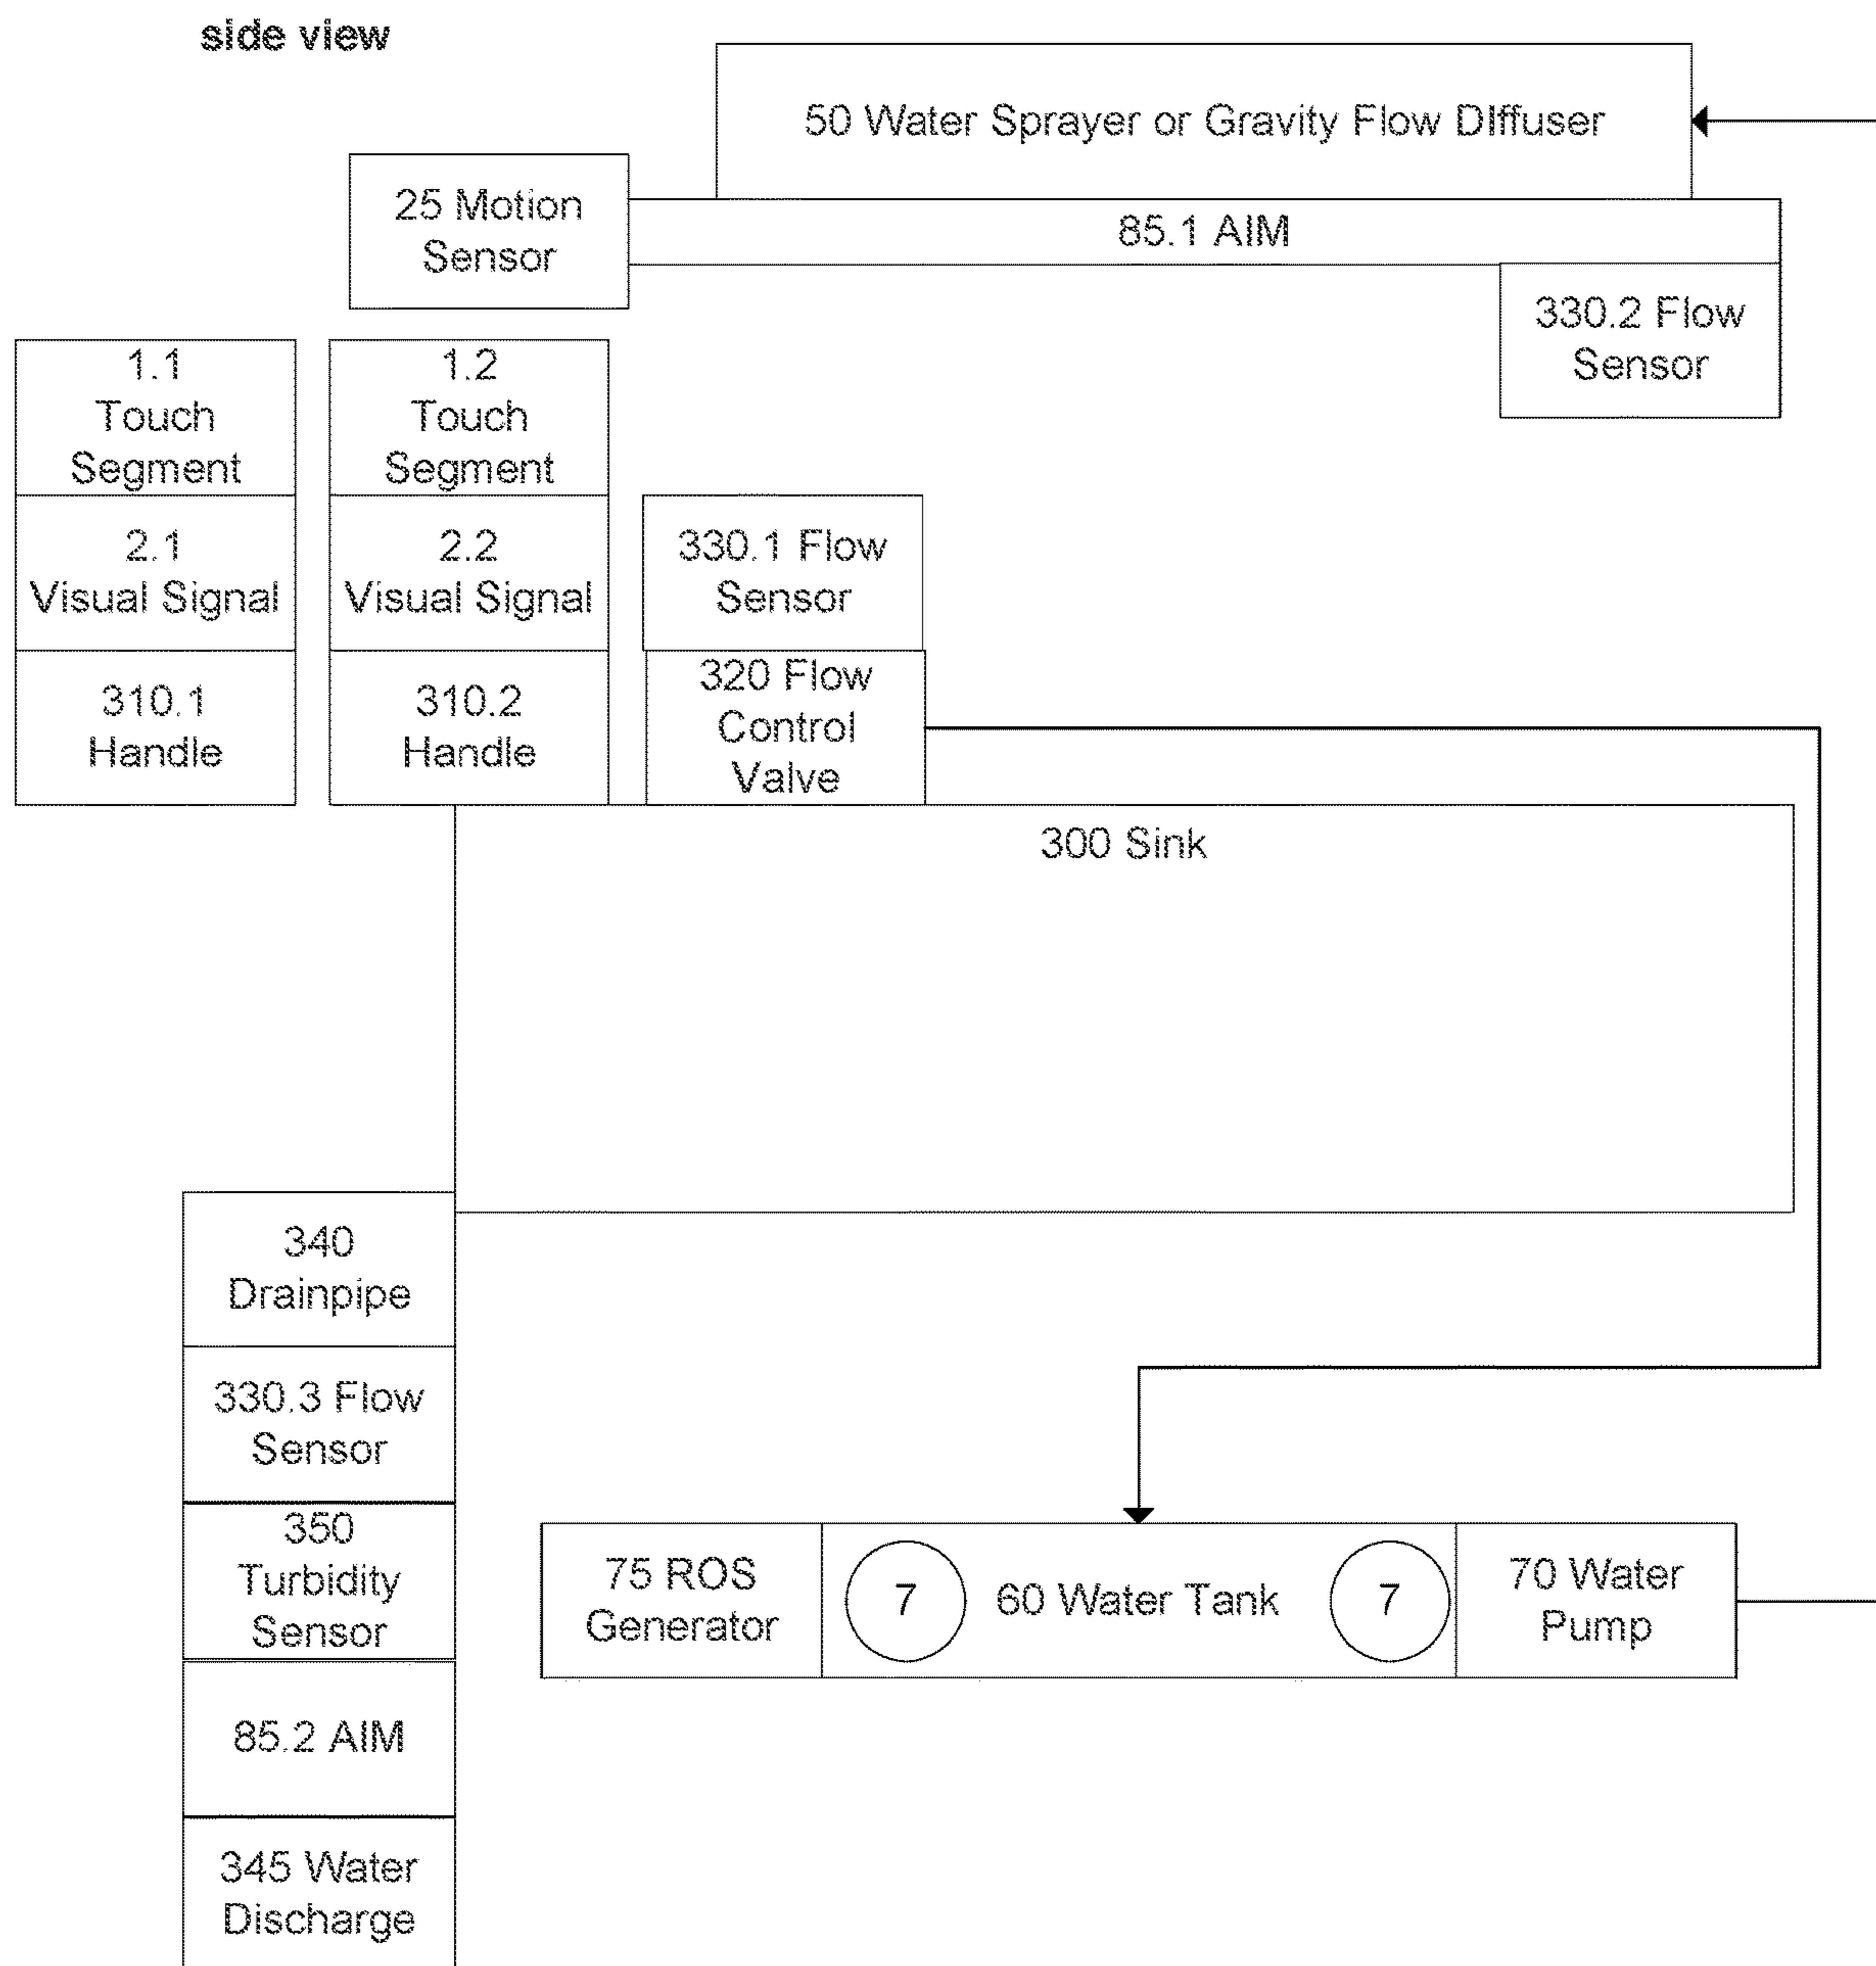 side view
50 Water Sprayer or Gravity Flow DIffuser
25 Motion
Sensor
85.1 AIM
330.2 Flow
Sensor
1.1
Touch
Segment
1.2
Touch
Segment
2.1
Visual Signal
2.2
Visual Signal
330.1 Flow
Sensor
310.1
Handle
310.2
Handle
320 Flow
Control
Valve
300 Sink
340
Drainpipe
330.3 Flow
Sensor
350
Turbidity
Sensor
75 ROS
Generator
7
60 Water Tank
7
70 Water
Pump
85.2 AIM
345 Water
Discharge